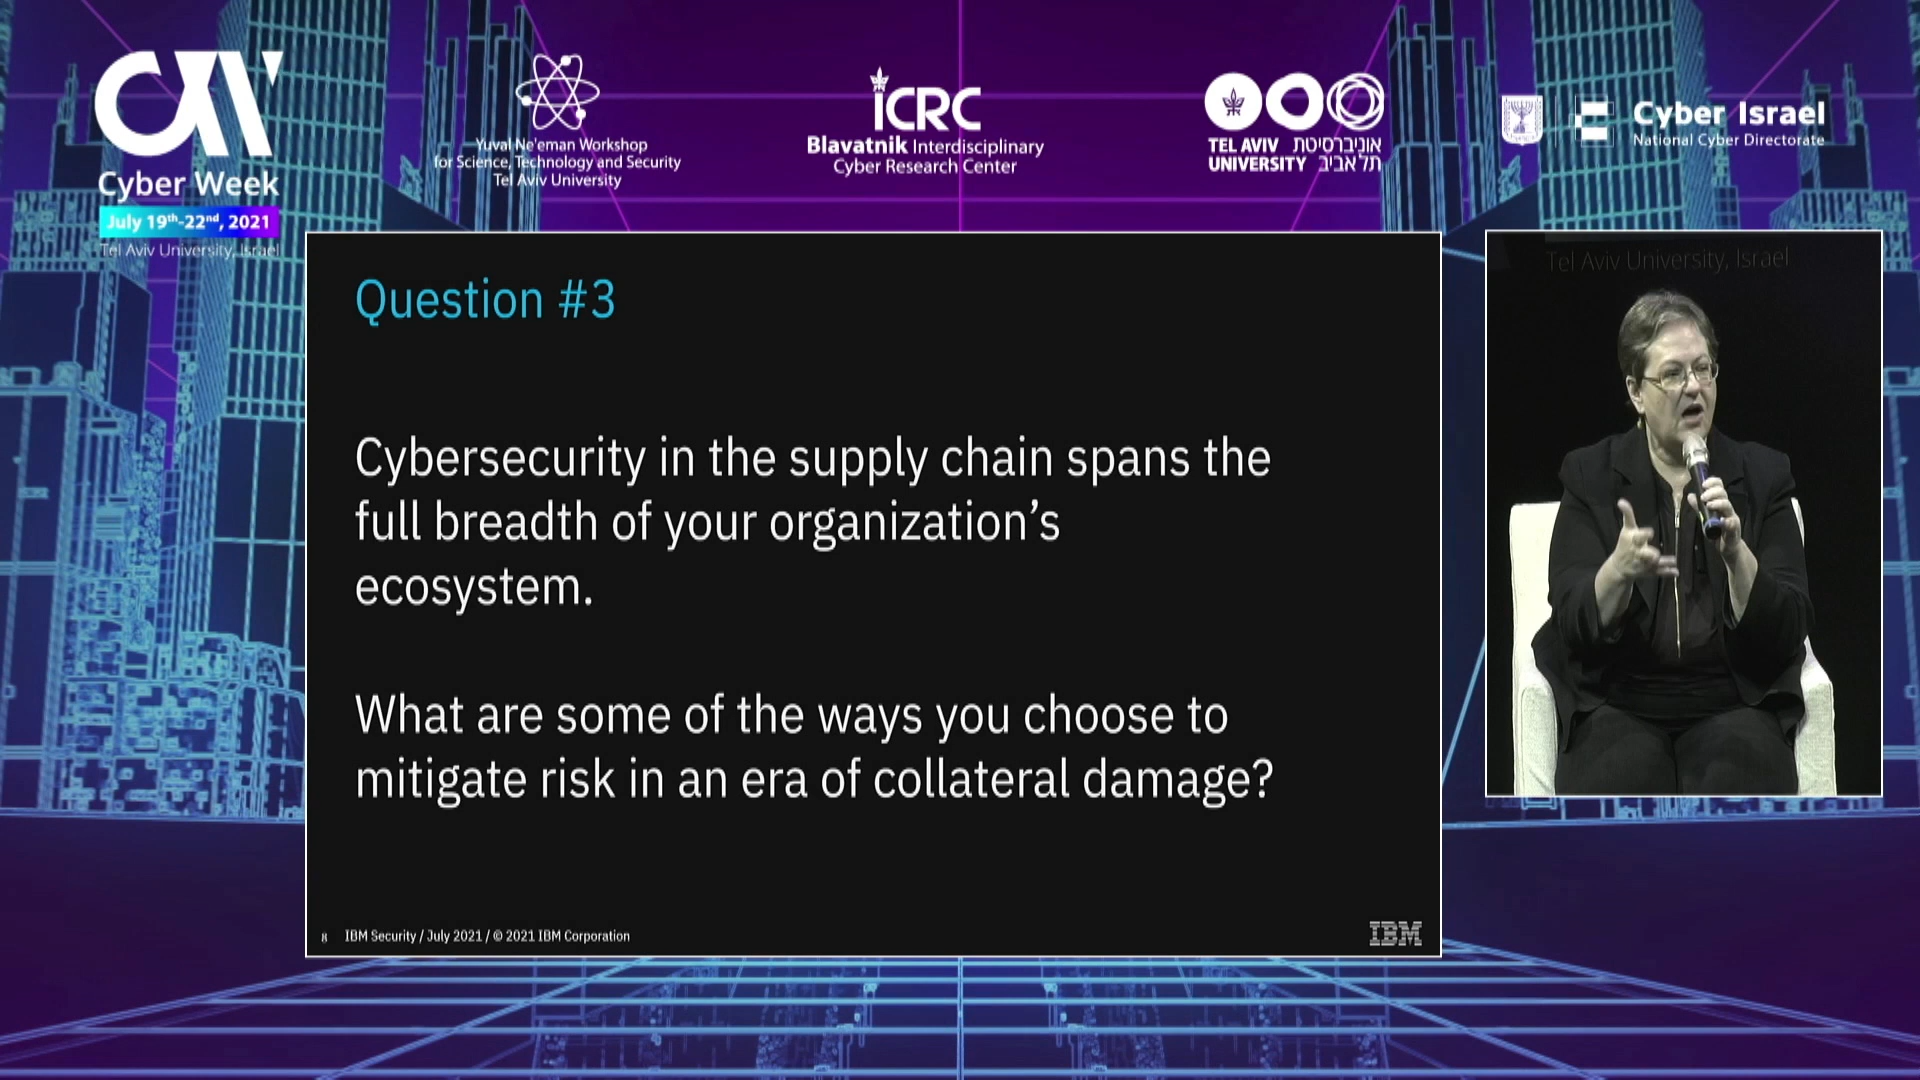 Cyber Week
July 19th-22nd, 2021
Tel Aviv University, Israel
Yuval Ne'eman Workshop
for Science, Technology and Security
Tel Aviv University
ICRC
Blavatnik Interdisciplinary
Cyber Research Center
TEL AVIV אוניברסיטת
UNIVERSITY תל אביב
Cyber Israel
National Cyber Directorate
Question #3
Cybersecurity in the supply chain spans the
full breadth of your organization’s
ecosystem.
What are some of the ways you choose to
mitigate risk in an era of collateral damage?
8 IBM Security / July 2021 / © 2021 IBM Corporation
IBM
Tel Aviv University, Israel